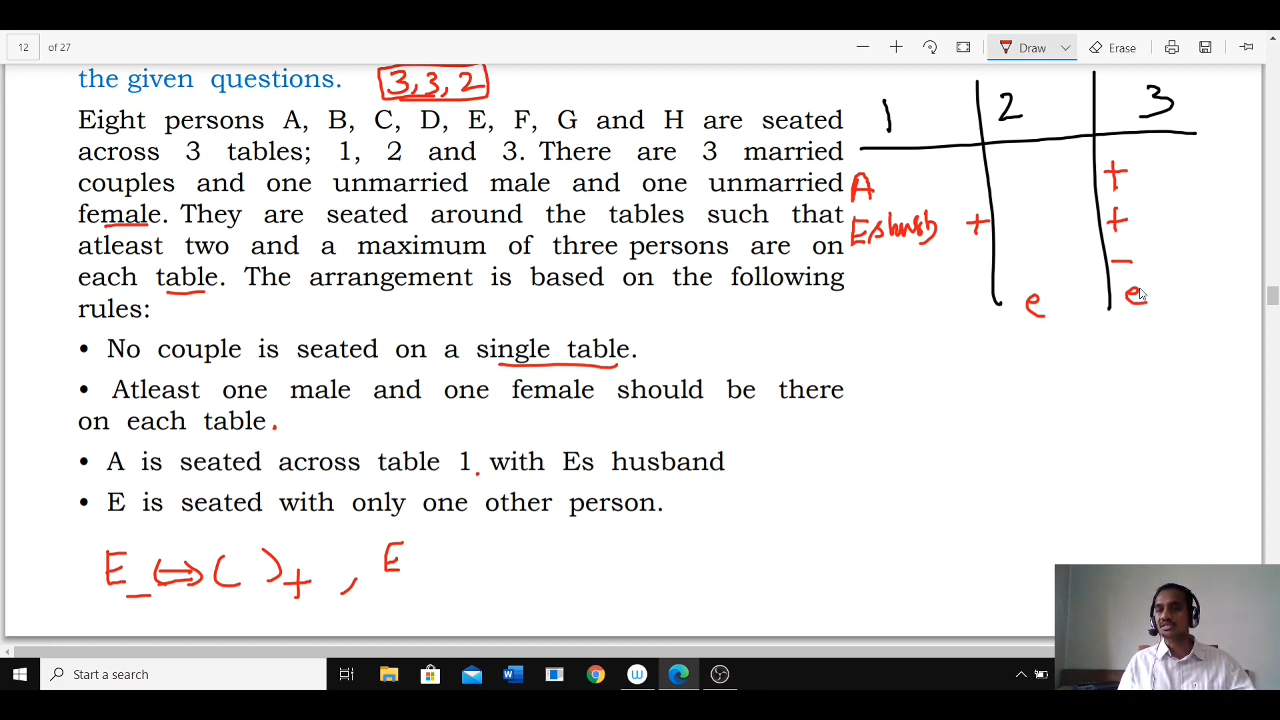 12 of 27
Draw
Erase
the given questions. 3,3,2
Eight persons A, B, C, D, E, F, G and H are seated
across 3 tables; 1, 2 and 3. There are 3 married
couples and one unmarried male and one unmarried
female. They are seated around the tables such that
atleast two and a maximum of three persons are on
each table. The arrangement is based on the following
rules:
• No couple is seated on a single table.
• Atleast one male and one female should be there
on each table.
• A is seated across table 1. with Es husband
• E is seated with only one other person.
E_ ⇔ ( )+ , E
1 2 3
A +
Es husb + +
-
e e
Start a search